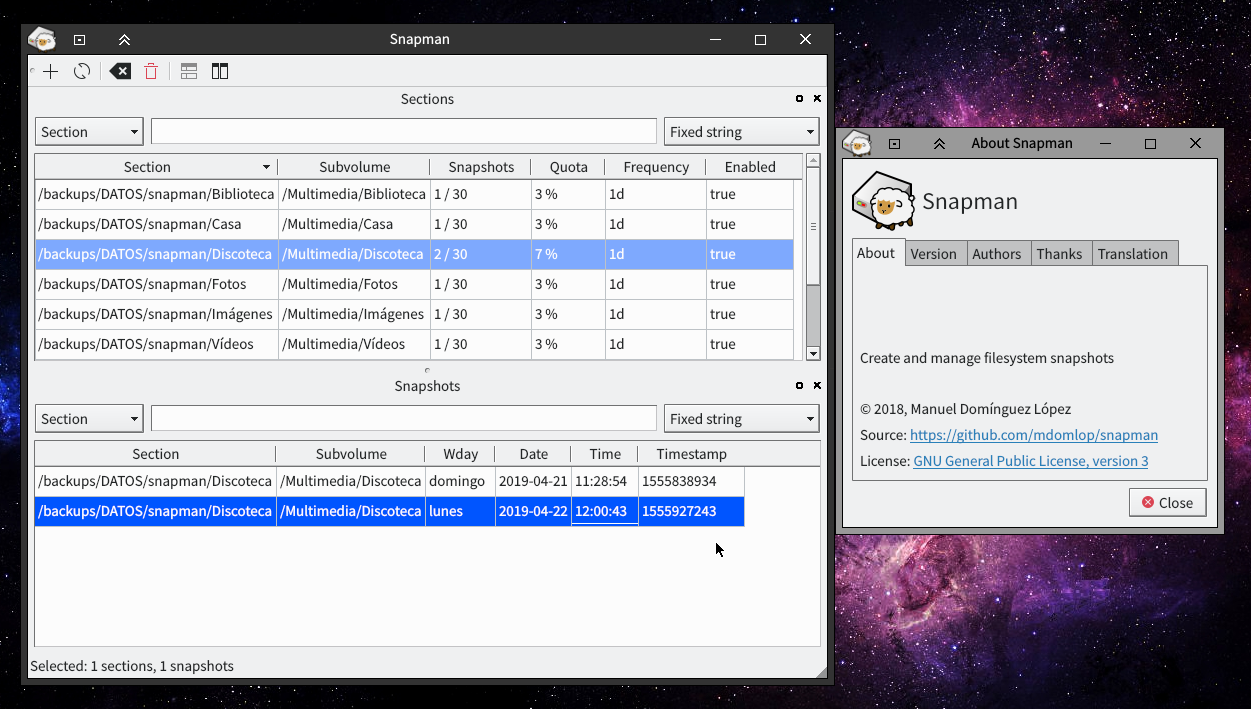 Snapman
Sections
Section Fixed string
Section Subvolume Snapshots Quota Frequency Enabled
/backups/DATOS/snapman/Biblioteca /Multimedia/Biblioteca 1 / 30 3 % 1d true
/backups/DATOS/snapman/Casa /Multimedia/Casa 1 / 30 3 % 1d true
/backups/DATOS/snapman/Discoteca /Multimedia/Discoteca 2 / 30 7 % 1d true
/backups/DATOS/snapman/Fotos /Multimedia/Fotos 1 / 30 3 % 1d true
/backups/DATOS/snapman/Imágenes /Multimedia/Imágenes 1 / 30 3 % 1d true
/backups/DATOS/snapman/Vídeos /Multimedia/Vídeos 1 / 30 3 % 1d true
Snapshots
Section Fixed string
Section Subvolume Wday Date Time Timestamp
/backups/DATOS/snapman/Discoteca /Multimedia/Discoteca domingo 2019-04-21 11:28:54 1555838934
/backups/DATOS/snapman/Discoteca /Multimedia/Discoteca lunes 2019-04-22 12:00:43 1555927243
Selected: 1 sections, 1 snapshots
About Snapman
Snapman
About Version Authors Thanks Translation
Create and manage filesystem snapshots
© 2018, Manuel Domínguez López
Source: https://github.com/mdomlop/snapman
License: GNU General Public License, version 3
Close